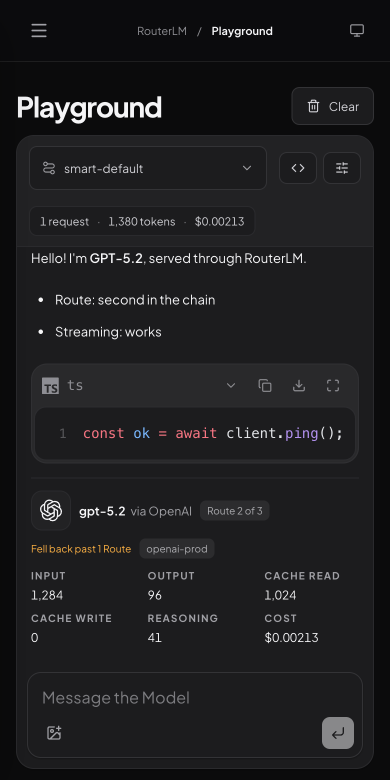 RouterLM / Playground
Playground
Clear
smart-default
1 request · 1,380 tokens · $0.00213
Hello! I'm GPT-5.2, served through RouterLM.
• Route: second in the chain
• Streaming: works
TS ts
1 const ok = await client.ping();
gpt-5.2 via OpenAI Route 2 of 3
Fell back past 1 Route openai-prod
INPUT OUTPUT CACHE READ
1,284 96 1,024
CACHE WRITE REASONING COST
0 41 $0.00213
Message the Model